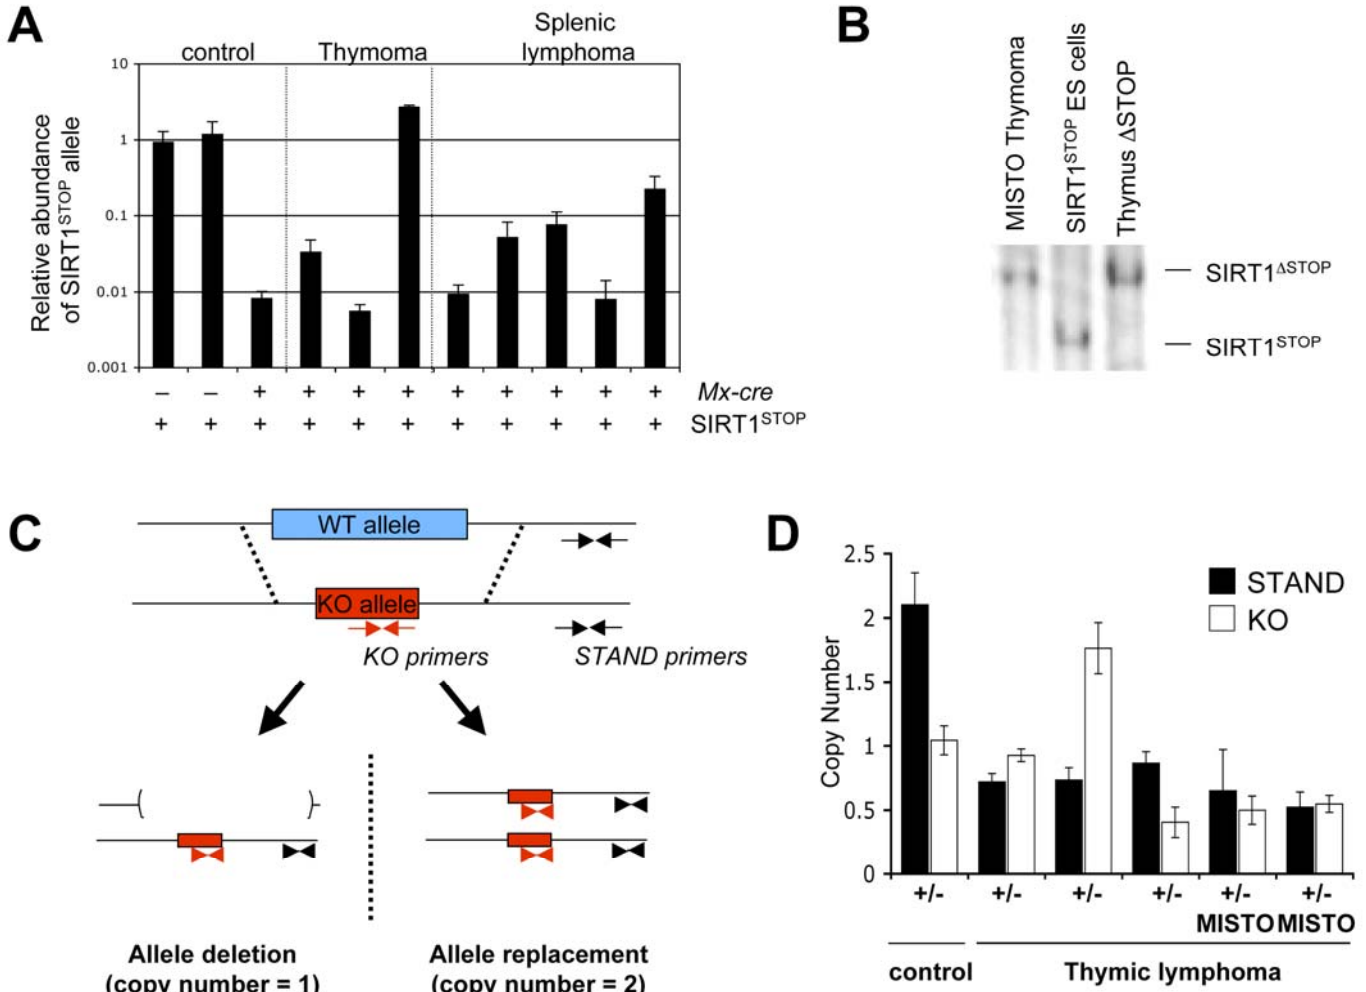 A
control
Thymoma
Splenic
lymphoma
Relative abundance
of SIRT1STOP allele
10
1
0.1
0.01
0.001
– – + + + + + + + + + Mx-cre
+ + + + + + + + + + + SIRT1STOP
B
MISTO Thymoma
SIRT1STOP ES cells
Thymus ΔSTOP
SIRT1ΔSTOP
SIRT1STOP
C
WT allele
KO allele
KO primers
STAND primers
Allele deletion
(copy number = 1)
Allele replacement
(copy number = 2)
D
Copy Number
2.5
2
1.5
1
0.5
0
STAND
KO
+/- +/- +/- +/- +/- +/-
MISTO MISTO
control
Thymic lymphoma